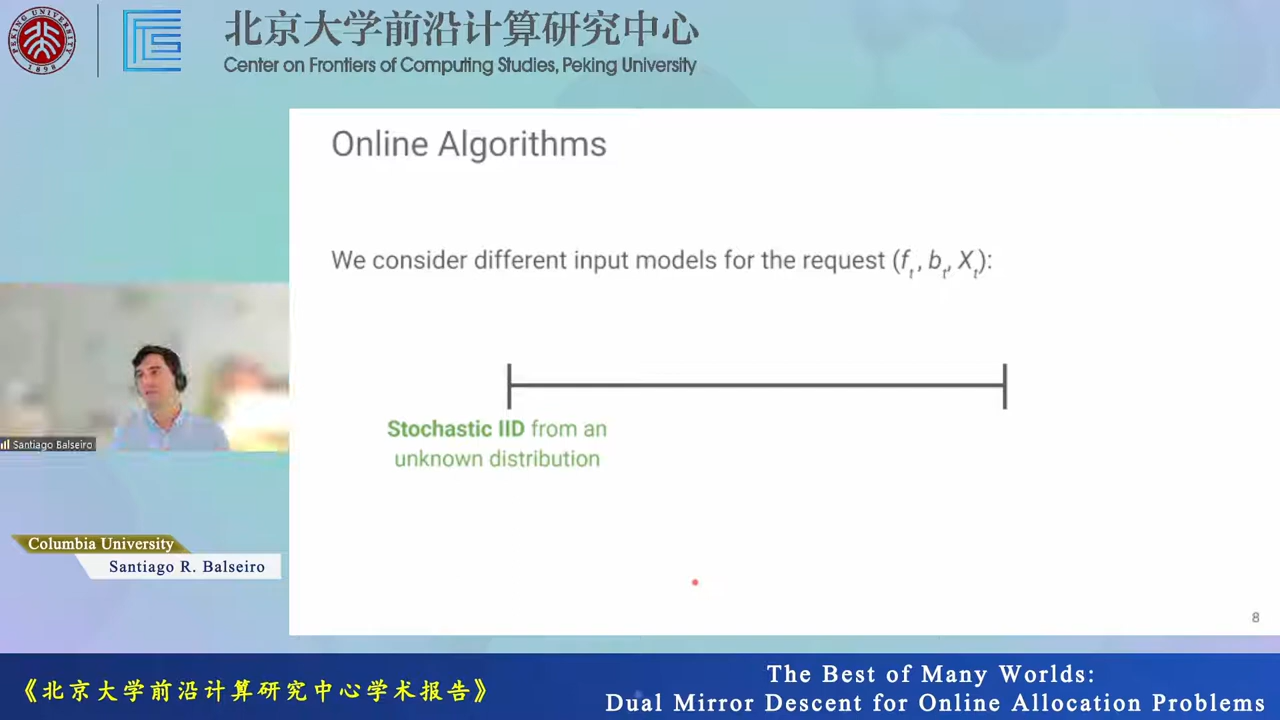 PEKING UNIVERSITY
1898
北京大学前沿计算研究中心
Center on Frontiers of Computing Studies, Peking University
Online Algorithms
We consider different input models for the request (fₜ, bₜ, Xₜ):
Stochastic IID from an
unknown distribution
Santiago Balseiro
Columbia University
Santiago R. Balseiro
8
《北京大学前沿计算研究中心学术报告》
The Best of Many Worlds:
Dual Mirror Descent for Online Allocation Problems